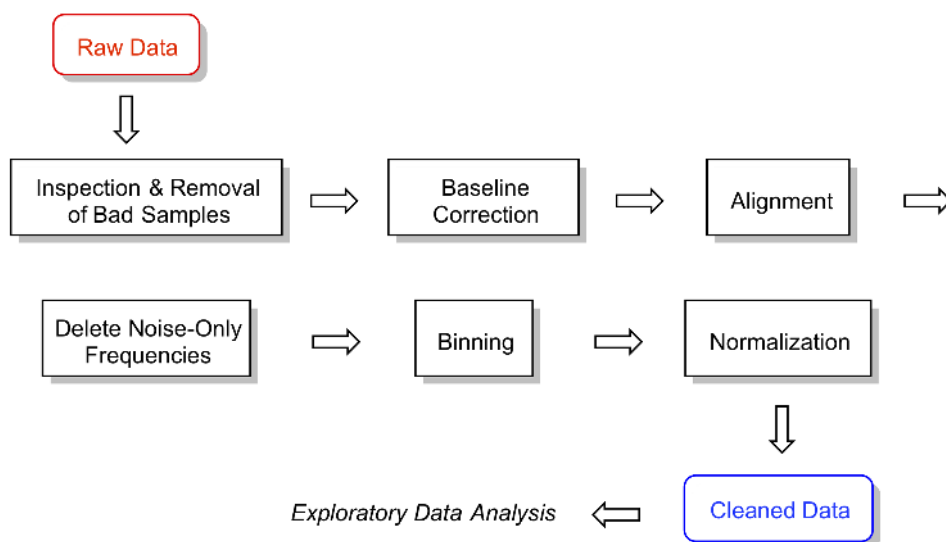 Raw Data
Inspection & Removal
of Bad Samples
Baseline
Correction
Alignment
Delete Noise-Only
Frequencies
Binning
Normalization
Cleaned Data
Exploratory Data Analysis